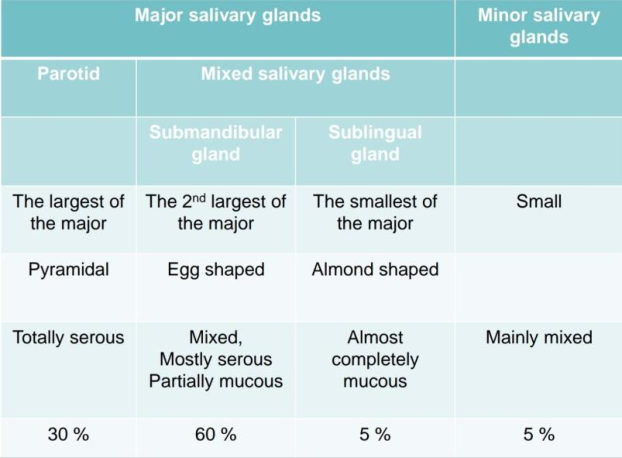 Major salivary glands
Minor salivary
glands
Parotid
Mixed salivary glands
Submandibular
gland
Sublingual
gland
The largest of
the major
The 2nd largest of
the major
The smallest of
the major
Small
Pyramidal
Egg shaped
Almond shaped
Totally serous
Mixed,
Mostly serous
Partially mucous
Almost
completely
mucous
Mainly mixed
30 %
60 %
5 %
5 %